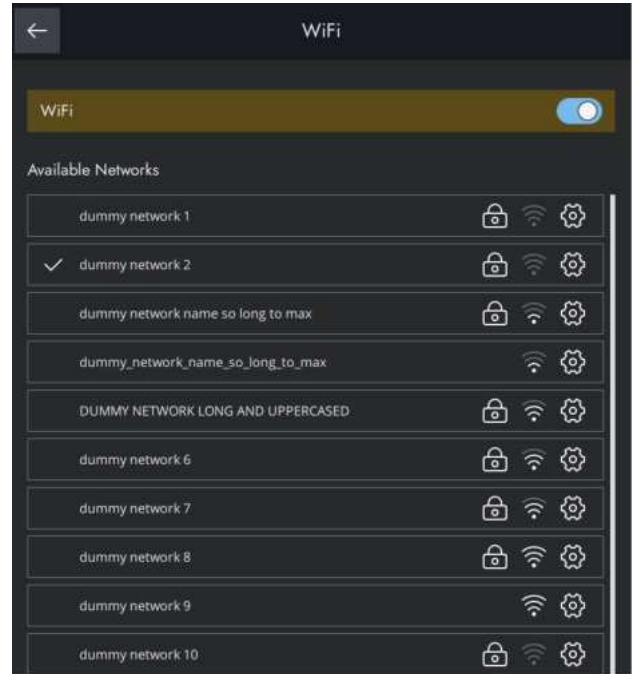 WiFi
WiFi
Available Networks
dummy network 1
dummy network 2
dummy network name so long to max
dummy_network_name_so_long_to_max
DUMMY NETWORK LONG AND UPPERCASED
dummy network 6
dummy network 7
dummy network 8
dummy network 9
dummy network 10